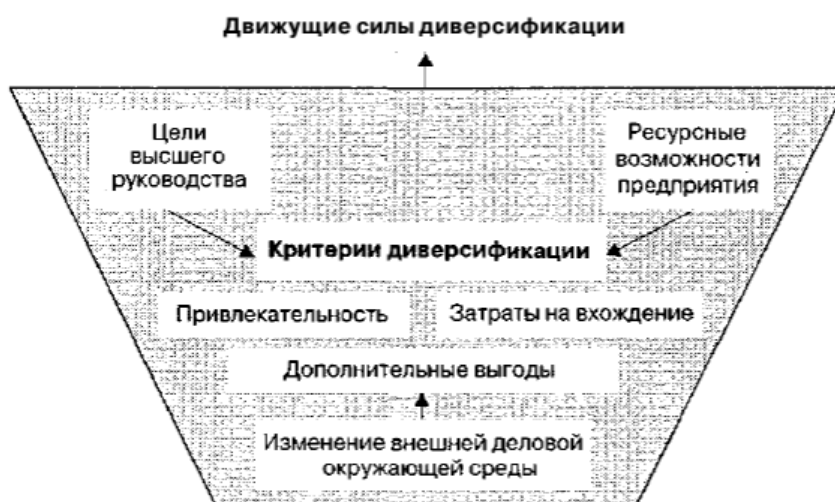 Движущие силы диверсификации
Цели
высшего
руководства
Ресурсные
возможности
предприятия
Критерии диверсификации
Привлекательность
Затраты на вхождение
Дополнительные выгоды
Изменение внешней деловой
окружающей среды